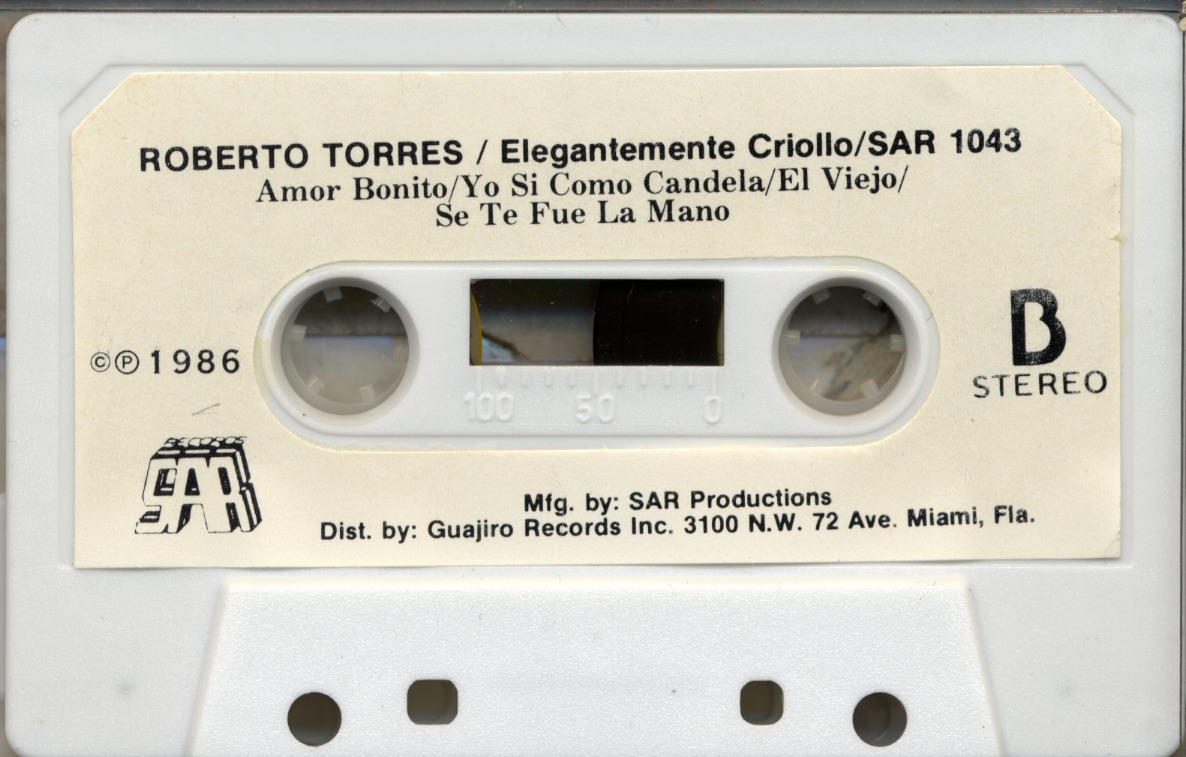 ROBERTO TORRES / Elegantemente Criollo/SAR 1043
Amor Bonito/Yo Si Como Candela/El Viejo/
Se Te Fue La Mano
© ℗ 1986
B
STEREO
100 50 0
SAR
Mfg. by: SAR Productions
Dist. by: Guajiro Records Inc. 3100 N.W. 72 Ave. Miami, Fla.